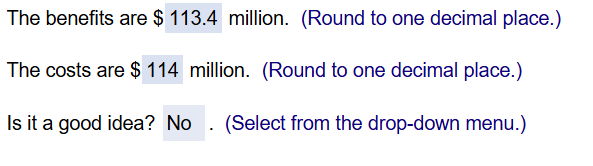 The benefits are $ 113.4 million. (Round to one decimal place.)
The costs are $ 114 million. (Round to one decimal place.)
Is it a good idea? No . (Select from the drop-down menu.)